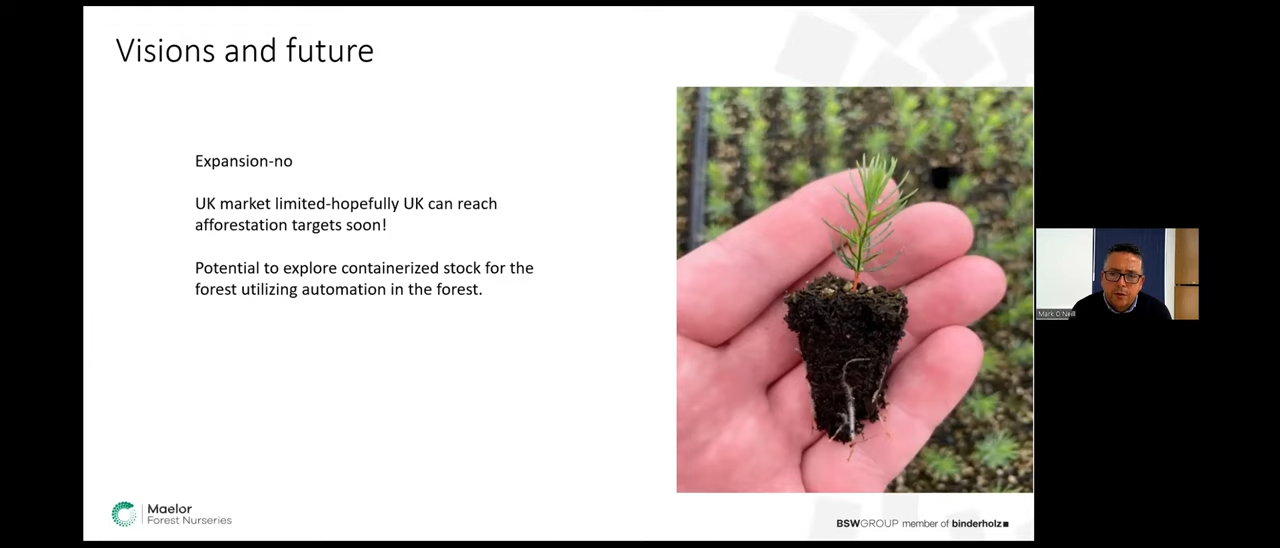 Visions and future
Expansion-no
UK market limited-hopefully UK can reach
afforestation targets soon!
Potential to explore containerized stock for the
forest utilizing automation in the forest.
Maelor
Forest Nurseries
BSWGROUP member of binderholz
Mark O Neill